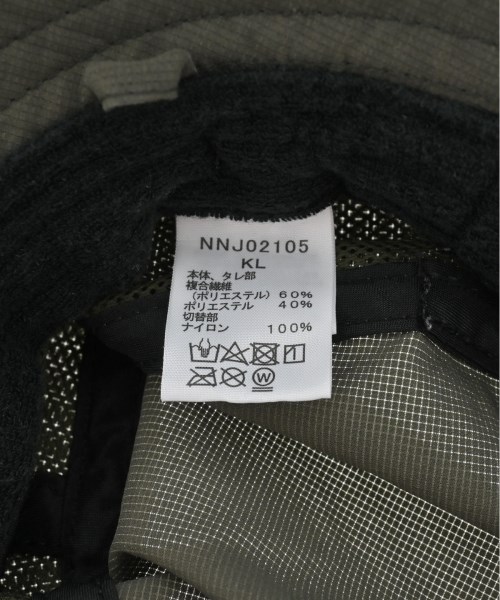 NNJ02105
KL
本体、タレ部
複合繊維
(ポリエステル) 60%
ポリエステル 40%
切替部
ナイロン 100%
W